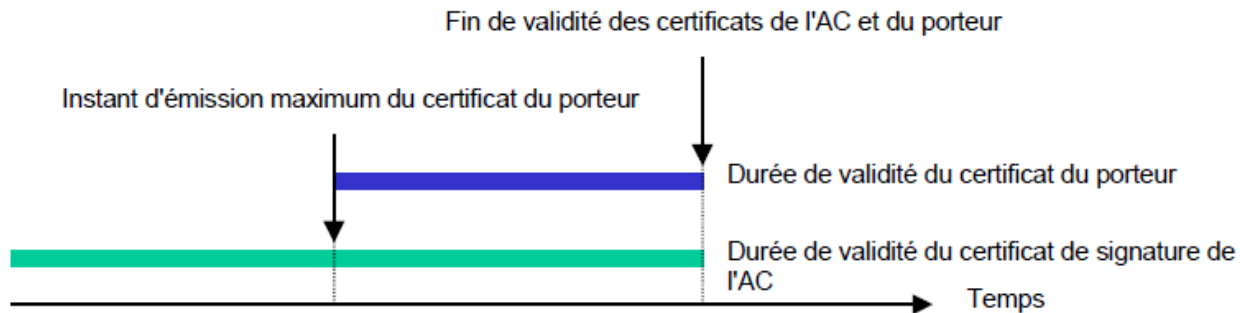 Fin de validité des certificats de l'AC et du porteur
Instant d'émission maximum du certificat du porteur
Durée de validité du certificat du porteur
Durée de validité du certificat de signature de
l'AC
Temps